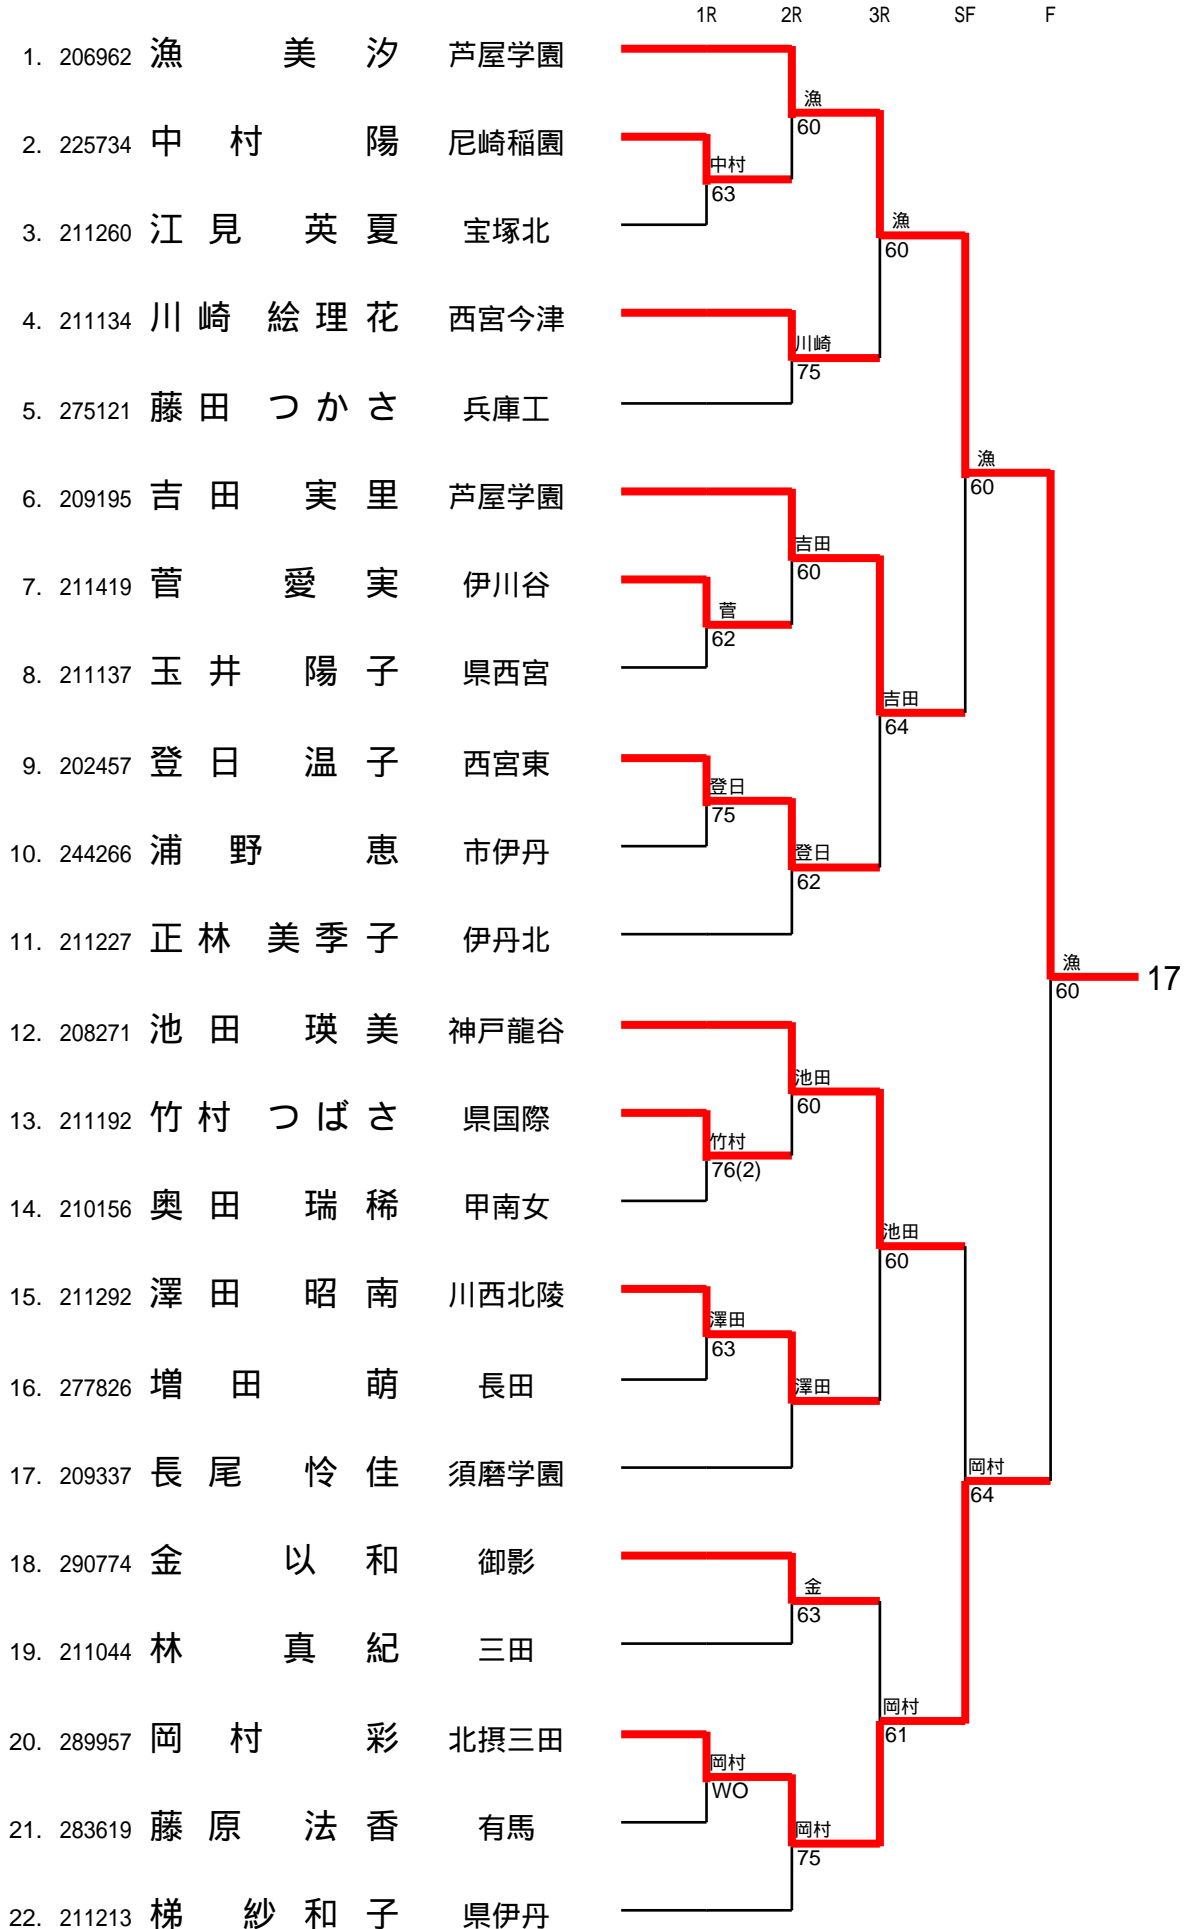 1R 2R 3R SF F
1. 206962 漁 美 汐 芦屋学園
漁
60
2. 225734 中 村 陽 尼崎稲園
中村
63
3. 211260 江 見 英 夏 宝塚北
漁
60
4. 211134 川 崎 絵 理 花 西宮今津
川崎
75
5. 275121 藤 田 つ か さ 兵庫工
漁
60
6. 209195 吉 田 実 里 芦屋学園
吉田
60
7. 211419 菅 愛 実 伊川谷
菅
62
8. 211137 玉 井 陽 子 県西宮
吉田
64
9. 202457 登 日 温 子 西宮東
登日
75
10. 244266 浦 野 恵 市伊丹
登日
62
11. 211227 正 林 美 季 子 伊丹北
漁
60
17
12. 208271 池 田 瑛 美 神戸龍谷
池田
60
13. 211192 竹 村 つ ば さ 県国際
竹村
76(2)
14. 210156 奥 田 瑞 稀 甲南女
池田
60
15. 211292 澤 田 昭 南 川西北陵
澤田
63
16. 277826 増 田 萌 長田
澤田
17. 209337 長 尾 怜 佳 須磨学園
岡村
64
18. 290774 金 以 和 御影
金
63
19. 211044 林 真 紀 三田
岡村
61
20. 289957 岡 村 彩 北摂三田
岡村
WO
21. 283619 藤 原 法 香 有馬
岡村
75
22. 211213 梯 紗 和 子 県伊丹